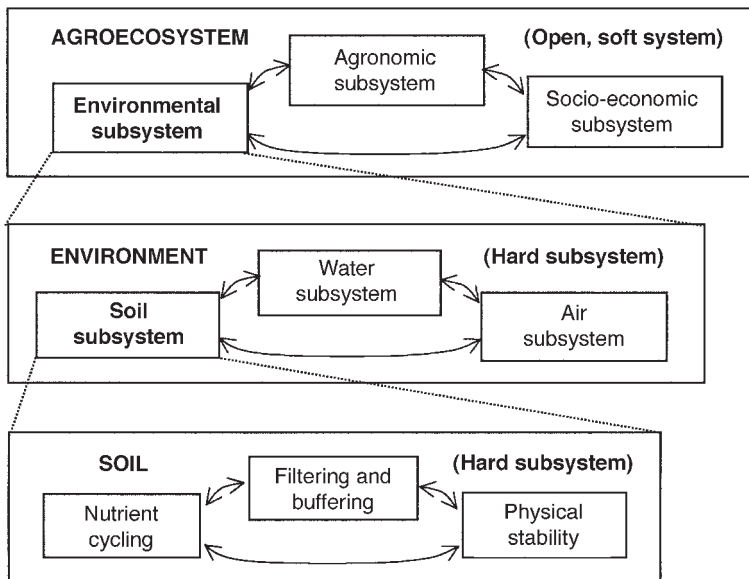 AGROECOSYSTEM
(Open, soft system)
Agronomic
subsystem
Environmental
subsystem
Socio-economic
subsystem
ENVIRONMENT
(Hard subsystem)
Water
subsystem
Soil
subsystem
Air
subsystem
SOIL
(Hard subsystem)
Filtering and
buffering
Nutrient
cycling
Physical
stability